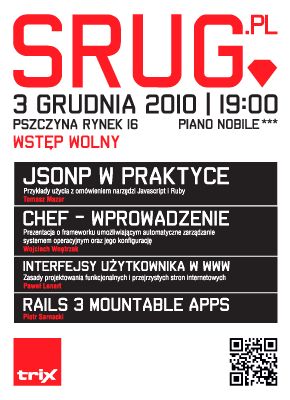 SRUG.PL
3 GRUDNIA 2010 | 19:00
PSZCZYNA RYNEK 16 PIANO NOBILE ***
WSTĘP WOLNY
JSONP W PRAKTYCE
Przykłady użycia z omówieniem narzędzi Javascript i Ruby
Tomasz Mazur
CHEF - WPROWADZENIE
Prezentacja o frameworku umożliwiającym automatyczne zarządzanie
systemem operacyjnym oraz jego konfigurację
Wojciech Wnętrzak
INTERFEJSY UŻYTKOWNIKA W WWW
Zasady projektowania funkcjonalnych i przejrzystych stron internetowych
Paweł Lenart
RAILS 3 MOUNTABLE APPS
Piotr Sarnacki
trix